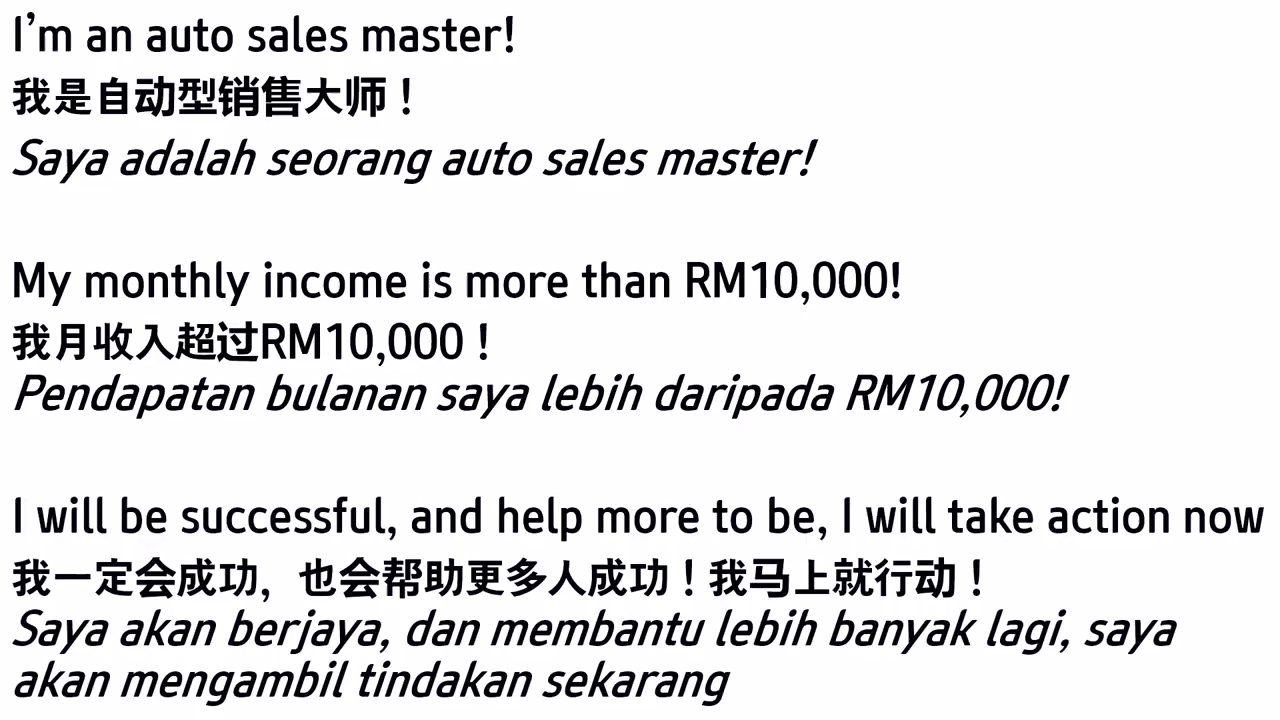 I'm an auto sales master!
我是自动型销售大师！
Saya adalah seorang auto sales master!
My monthly income is more than RM10,000!
我月收入超过RM10,000！
Pendapatan bulanan saya lebih daripada RM10,000!
I will be successful, and help more to be, I will take action now
我一定会成功，也会帮助更多人成功！我马上就行动！
Saya akan berjaya, dan membantu lebih banyak lagi, saya
akan mengambil tindakan sekarang